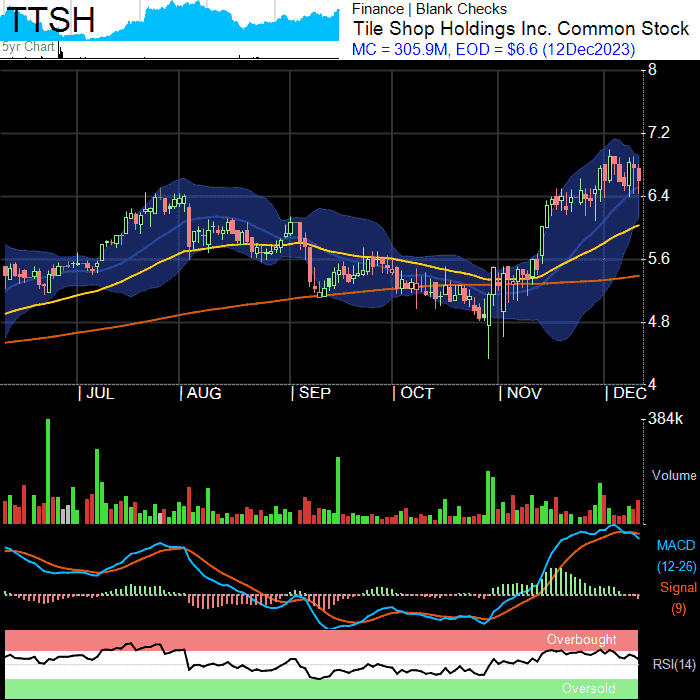 TTSH
5yr Chart
Finance | Blank Checks
Tile Shop Holdings Inc. Common Stock
MC = 305.9M, EOD = $6.6 (12Dec2023)
8
7.2
6.4
5.6
4.8
4
JUL AUG SEP OCT NOV DEC
384k
Volume
MACD
(12-26)
Signal
(9)
Overbought
RSI(14)
Oversold